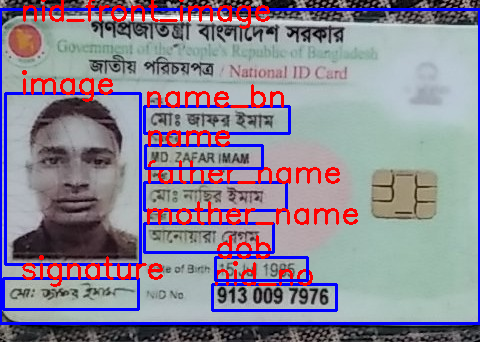 nid_front_image
গণপ্রজাতন্ত্রী বাংলাদেশ সরকার
Government of the People's Republic of Bangladesh
জাতীয় পরিচয়পত্র / National ID Card
image
name_bn
মোঃ জাফর ইমাম
name
MD. ZAFAR IMAM
father_name
মোঃ নাছির ইমাম
mother_name
আনোয়ারা বেগম
dob
Date of Birth 15
signature
nid_no
মোঃ জাফর ইমাম
NID No. 913 009 7976